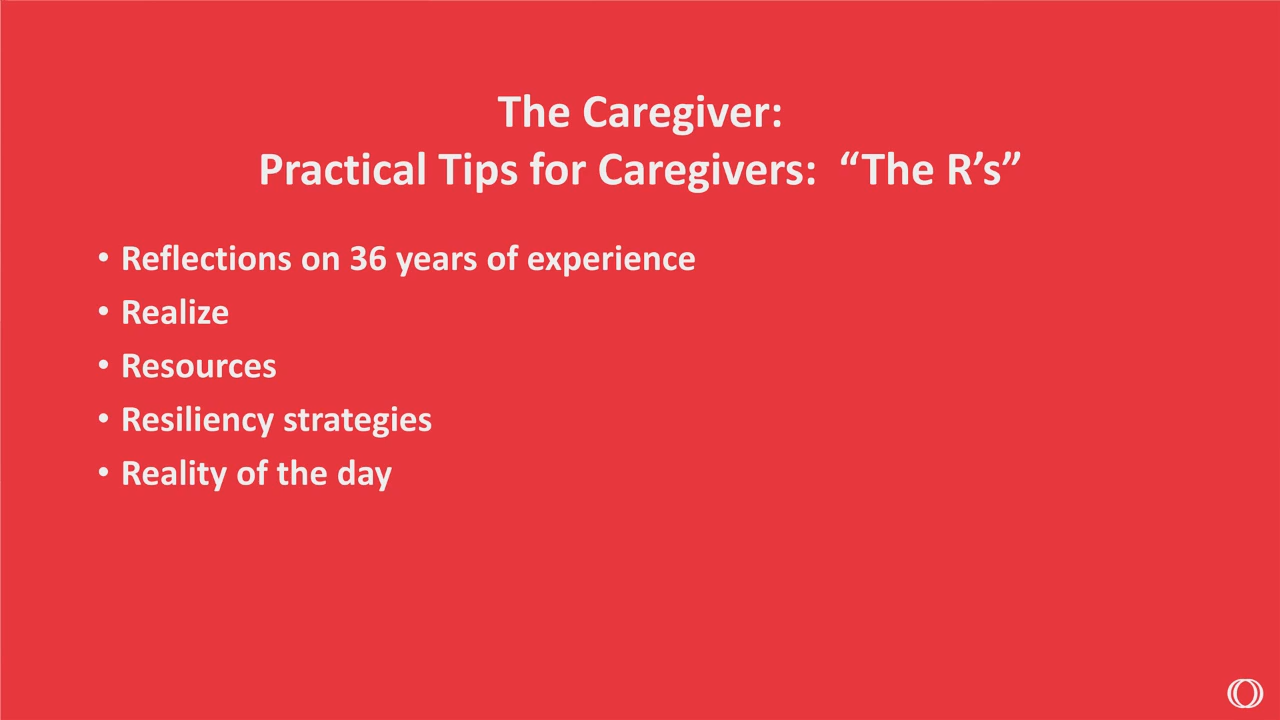 The Caregiver:
Practical Tips for Caregivers:  “The R’s”
• Reflections on 36 years of experience
• Realize
• Resources
• Resiliency strategies
• Reality of the day